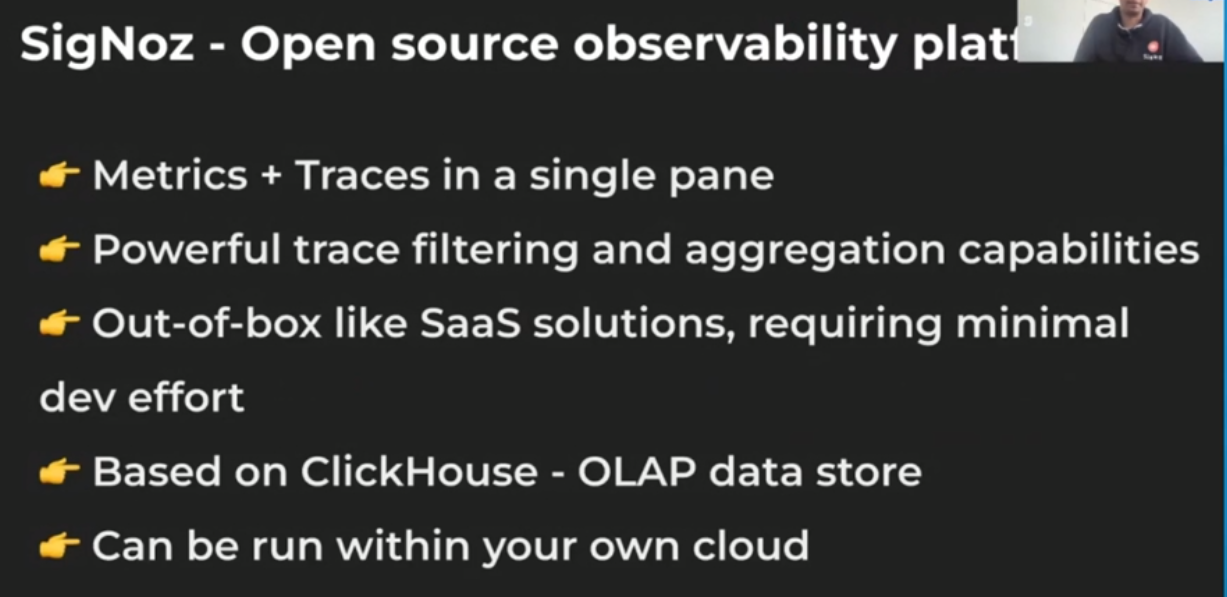 SigNoz - Open source observability
👉 Metrics + Traces in a single pane
👉 Powerful trace filtering and aggregation capabilities
👉 Out-of-box like SaaS solutions, requiring minimal
dev effort
👉 Based on ClickHouse - OLAP data store
👉 Can be run within your own cloud